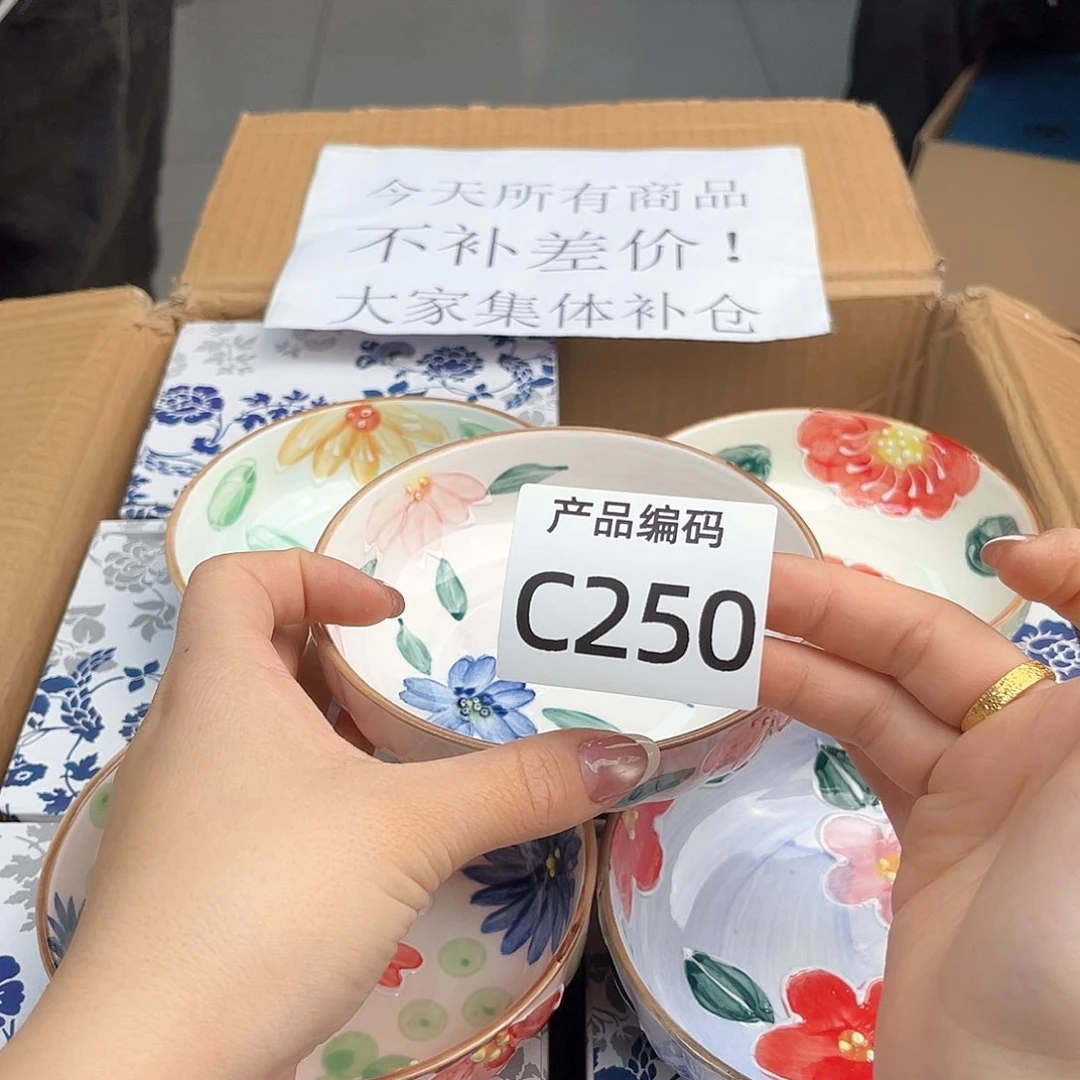 今天所有商品
不补差价！
大家集体补仓
产品编码
C250